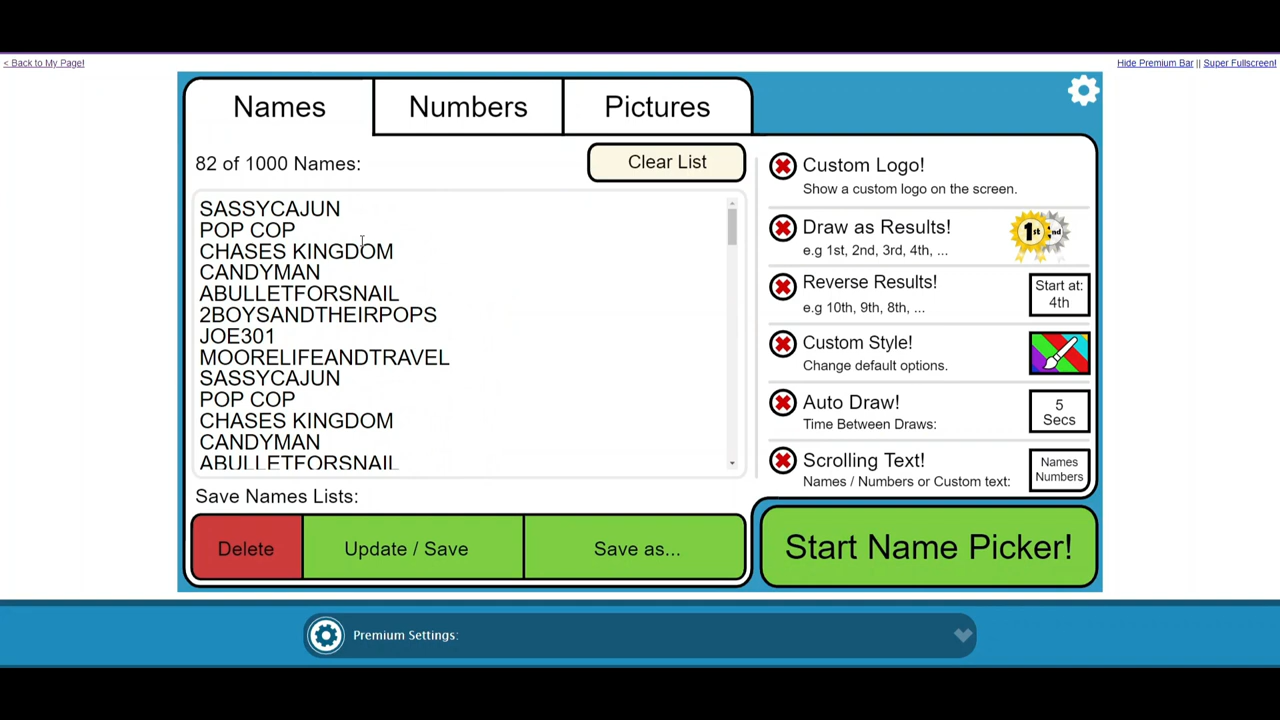 < Back to My Page!
Hide Premium Bar || Super Fullscreen!
Names
Numbers
Pictures
82 of 1000 Names:
Clear List
SASSYCAJUN
POP COP
CHASES KINGDOM
CANDYMAN
ABULLETFORSNAIL
2BOYSANDTHEIRPOPS
JOE301
MOORELIFEANDTRAVEL
SASSYCAJUN
POP COP
CHASES KINGDOM
CANDYMAN
ABULLETFORSNAIL
Save Names Lists:
Delete
Update / Save
Save as...
Custom Logo!
Show a custom logo on the screen.
Draw as Results!
e.g 1st, 2nd, 3rd, 4th, ...
1st
nd
Reverse Results!
e.g 10th, 9th, 8th, ...
Start at:
4th
Custom Style!
Change default options.
Auto Draw!
Time Between Draws:
5
Secs
Scrolling Text!
Names / Numbers or Custom text:
Names
Numbers
Start Name Picker!
Premium Settings: